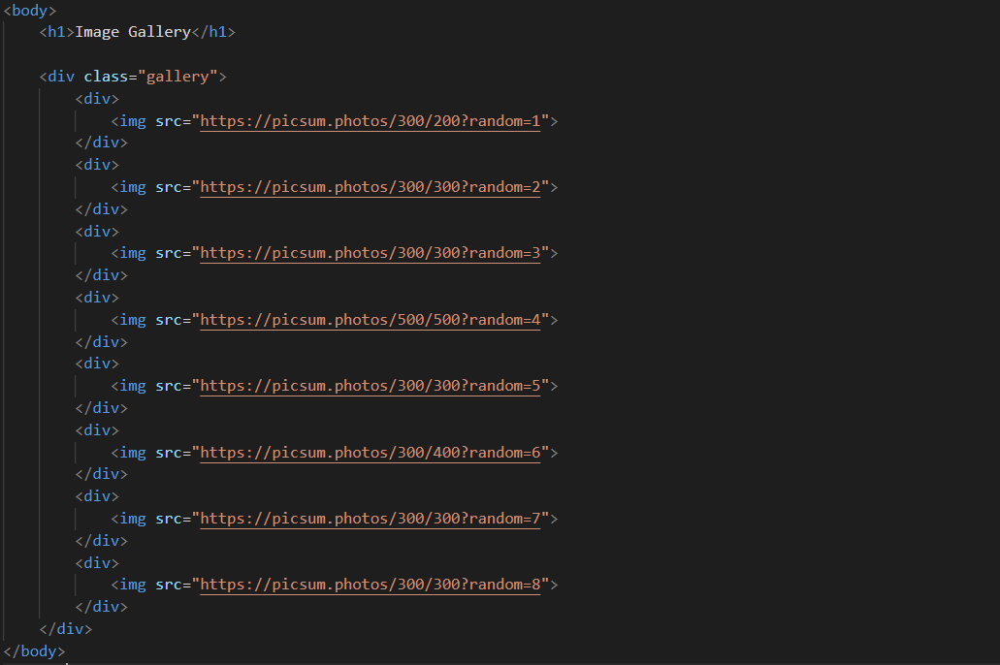 <body>
    <h1>Image Gallery</h1>

    <div class="gallery">
        <div>
            <img src="https://picsum.photos/300/200?random=1">
        </div>
        <div>
            <img src="https://picsum.photos/300/300?random=2">
        </div>
        <div>
            <img src="https://picsum.photos/300/300?random=3">
        </div>
        <div>
            <img src="https://picsum.photos/500/500?random=4">
        </div>
        <div>
            <img src="https://picsum.photos/300/300?random=5">
        </div>
        <div>
            <img src="https://picsum.photos/300/400?random=6">
        </div>
        <div>
            <img src="https://picsum.photos/300/300?random=7">
        </div>
        <div>
            <img src="https://picsum.photos/300/300?random=8">
        </div>
    </div>
</body>